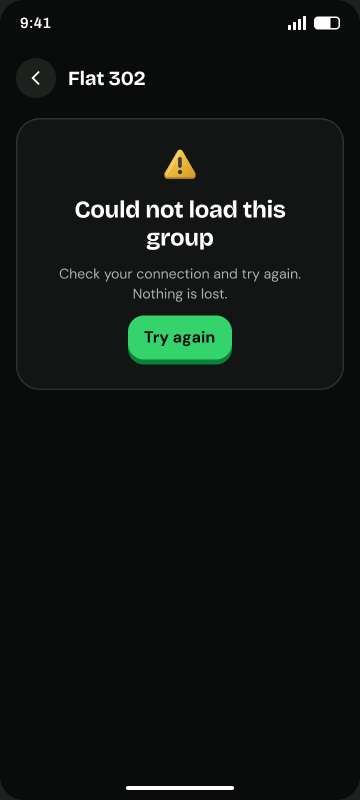 9:41
Flat 302
Could not load this
group
Check your connection and try again.
Nothing is lost.
Try again